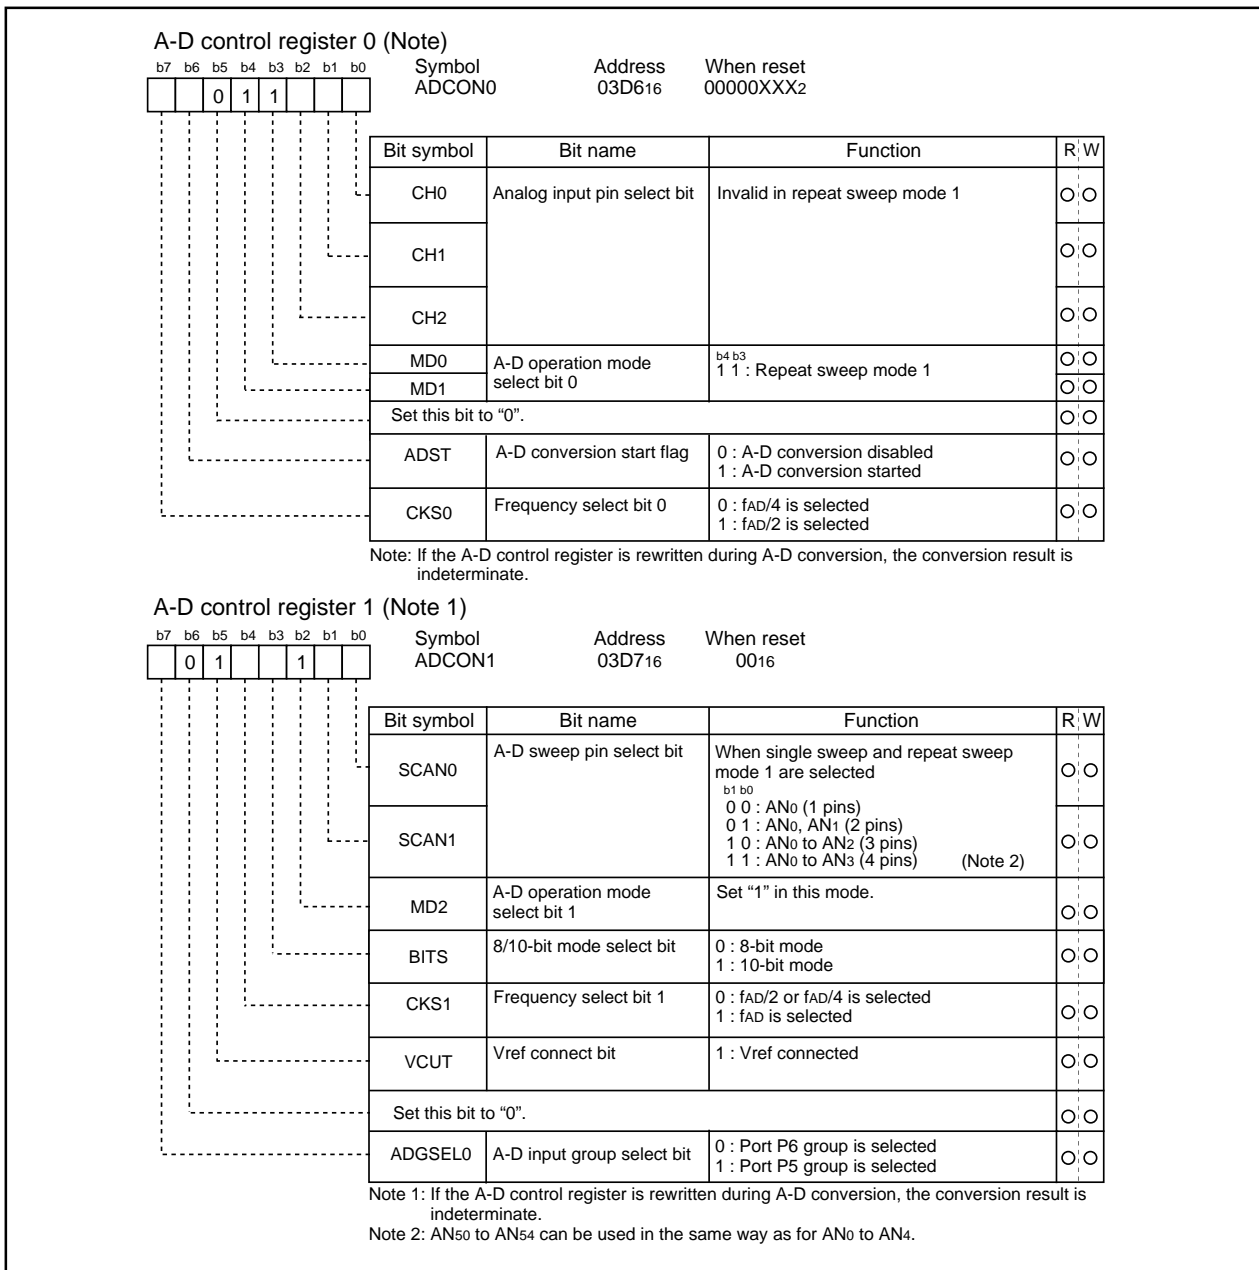 A-D control register 0 (Note)
b7 b6 b5 b4 b3 b2 b1 b0
Symbol Address When reset
ADCON0 03D616 00000XXX2
0 1 1
Bit symbol Bit name Function R W
CH0 Analog input pin select bit Invalid in repeat sweep mode 1
CH1
CH2
MD0 A-D operation mode select bit 0 b4 b3
1 1 : Repeat sweep mode 1
MD1
Set this bit to “0”.
ADST A-D conversion start flag 0 : A-D conversion disabled
1 : A-D conversion started
CKS0 Frequency select bit 0 0 : fAD/4 is selected
1 : fAD/2 is selected
Note: If the A-D control register is rewritten during A-D conversion, the conversion result is
indeterminate.
A-D control register 1 (Note 1)
b7 b6 b5 b4 b3 b2 b1 b0
Symbol Address When reset
ADCON1 03D716 0016
0 1 1
Bit symbol Bit name Function R W
SCAN0 A-D sweep pin select bit When single sweep and repeat sweep
mode 1 are selected
b1 b0
0 0 : AN0 (1 pins)
0 1 : AN0, AN1 (2 pins)
SCAN1 1 0 : AN0 to AN2 (3 pins)
1 1 : AN0 to AN3 (4 pins) (Note 2)
MD2 A-D operation mode
select bit 1 Set “1” in this mode.
BITS 8/10-bit mode select bit 0 : 8-bit mode
1 : 10-bit mode
CKS1 Frequency select bit 1 0 : fAD/2 or fAD/4 is selected
1 : fAD is selected
VCUT Vref connect bit 1 : Vref connected
Set this bit to “0”.
ADGSEL0 A-D input group select bit 0 : Port P6 group is selected
1 : Port P5 group is selected
Note 1: If the A-D control register is rewritten during A-D conversion, the conversion result is
indeterminate.
Note 2: AN50 to AN54 can be used in the same way as for AN0 to AN4.